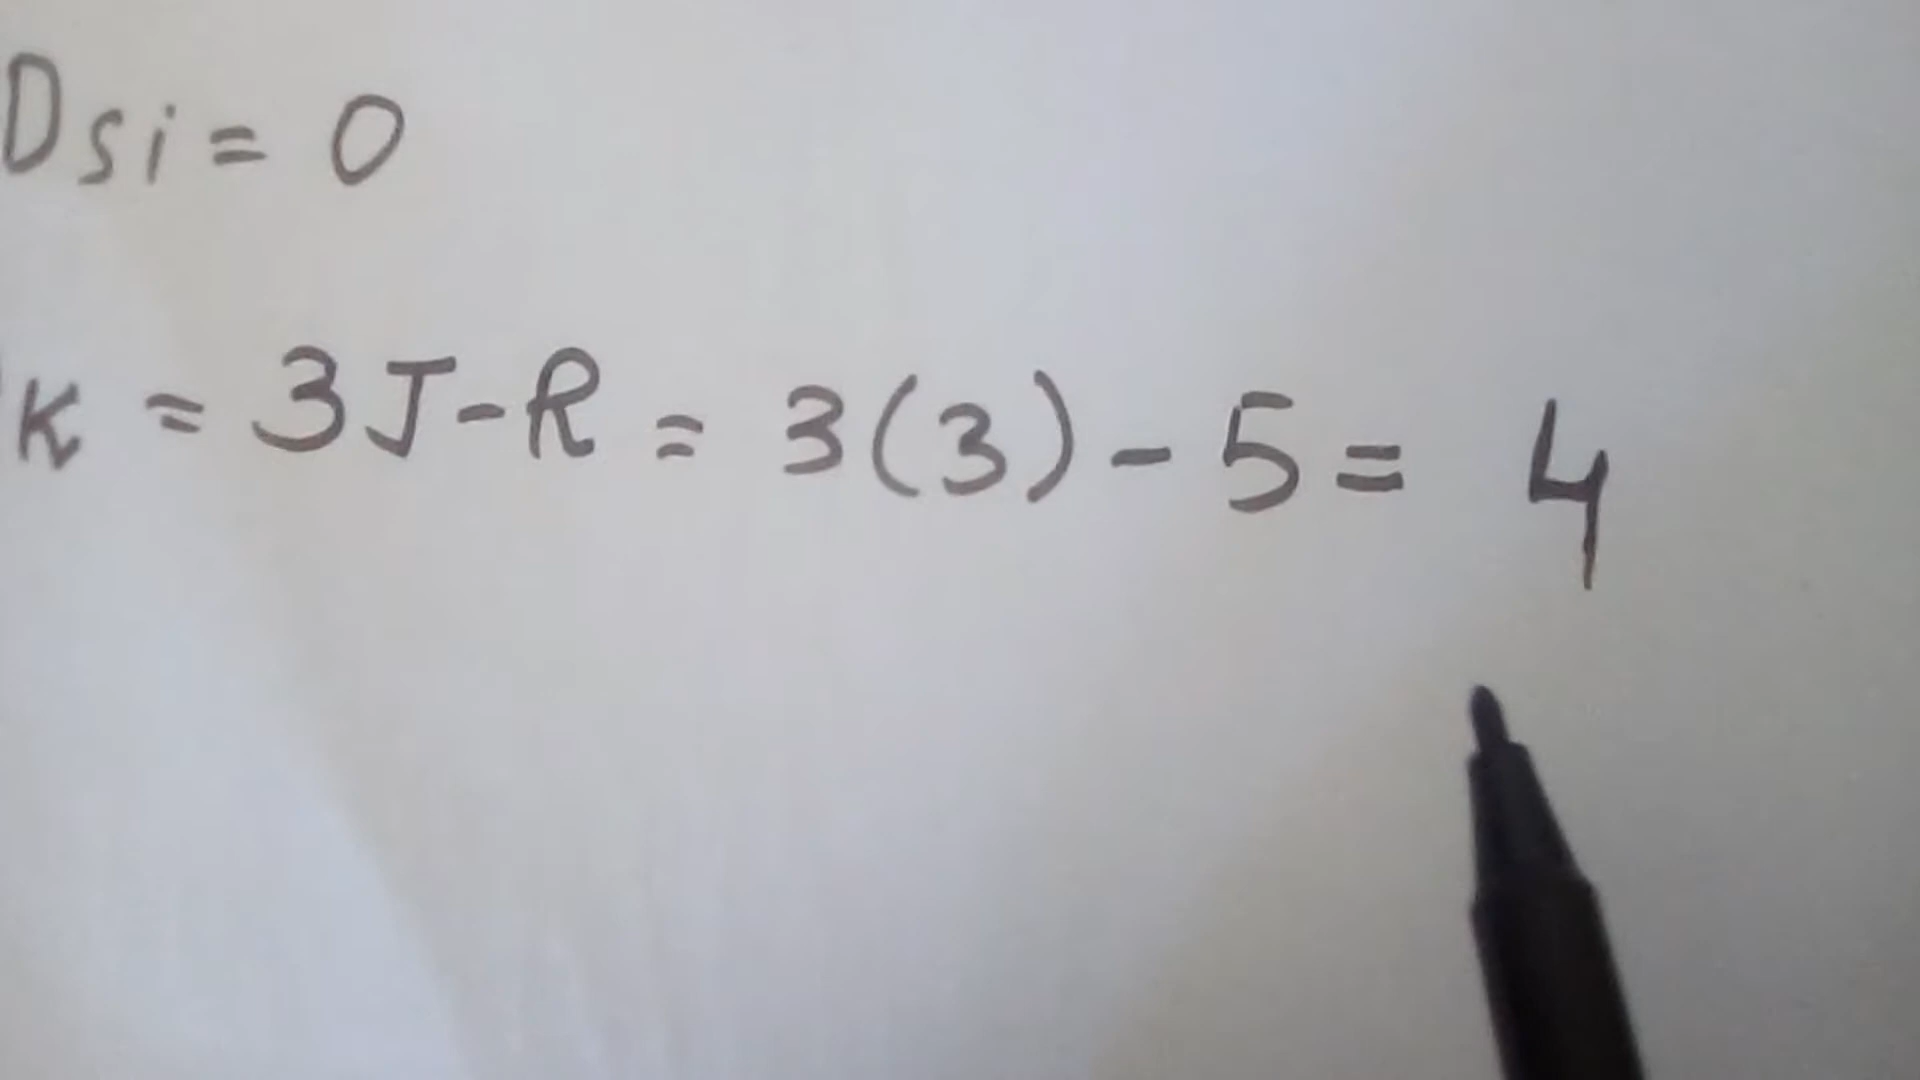 Dsi = 0
K = 3J - R = 3(3) - 5 = 4